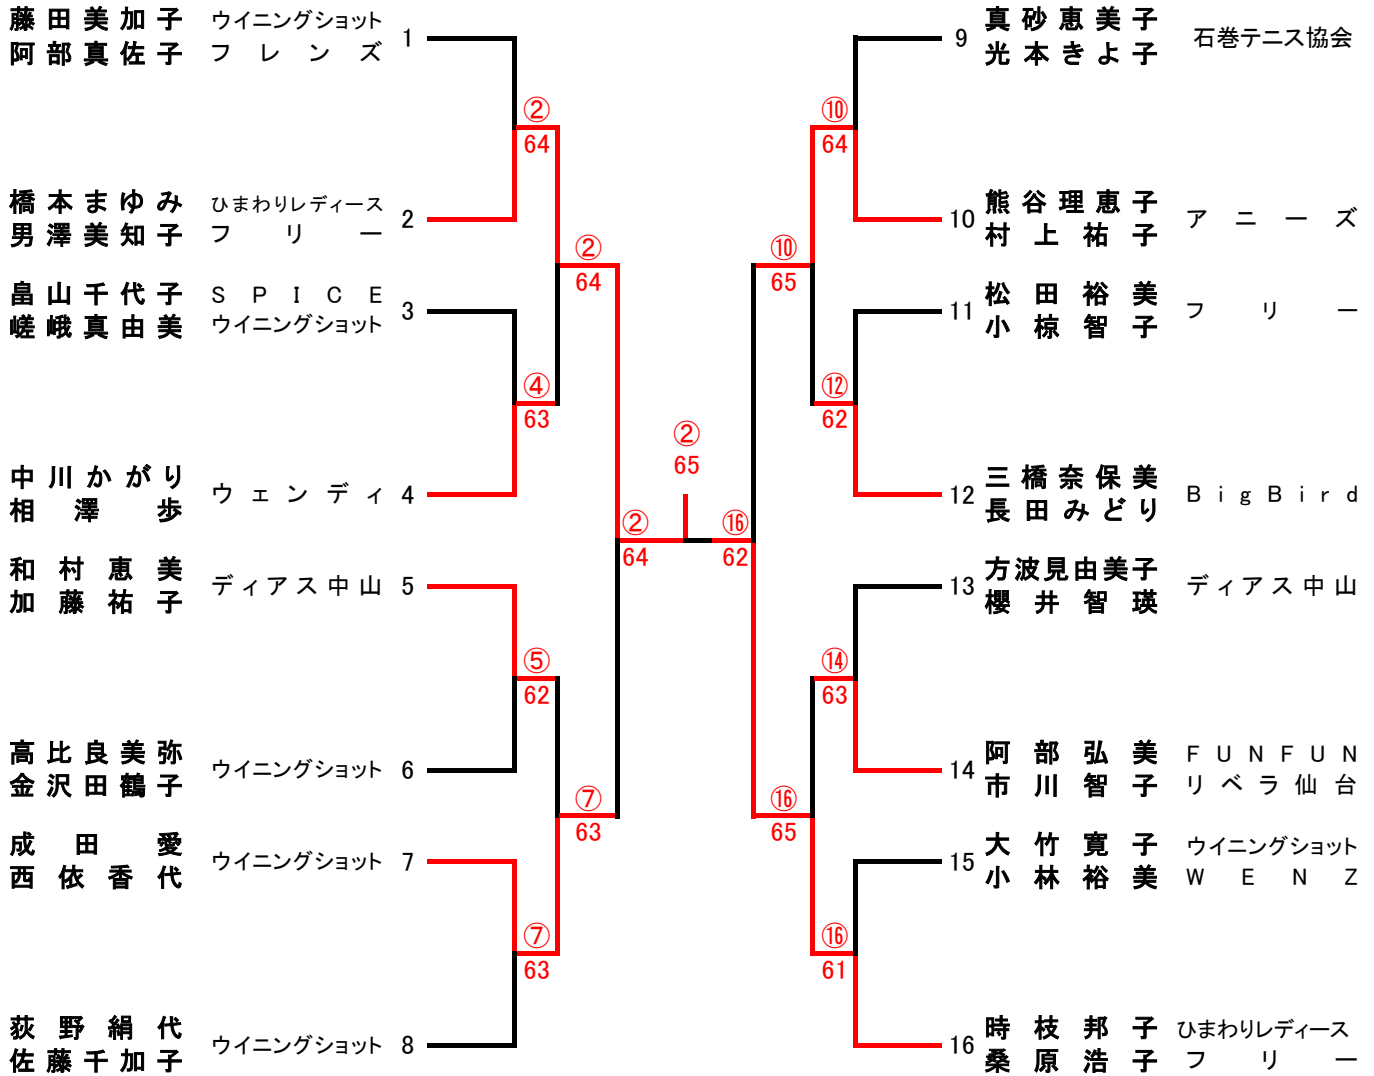 藤田美加子 ウイニングショット
阿部真佐子 フレンズ
1
②
64
橋本まゆみ ひまわりレディース
男澤美知子 フリー
2
②
64
畠山千代子 SPICE
嵯峨真由美 ウイニングショット
3
④
63
中川かがり
相澤歩
ウェンディ 4
②
64
和村恵美
加藤祐子
ディアス中山 5
⑤
62
高比良美弥
金沢田鶴子
ウイニングショット 6
⑦
63
成田愛
西依香代
ウイニングショット 7
⑦
63
荻野絹代
佐藤千加子
ウイニングショット 8
②
65
9
真砂恵美子
光本きよ子
石巻テニス協会
⑩
64
10
熊谷理恵子
村上祐子
アニーズ
⑩
65
11
松田裕美
小椋智子
フリー
⑫
62
12
三橋奈保美
長田みどり
BigBird
⑯
62
13
方波見由美子
櫻井智瑛
ディアス中山
⑭
63
14
阿部弘美 FUNFUN
市川智子 リベラ仙台
⑯
65
15
大竹寛子 ウイニングショット
小林裕美 WENZ
⑯
61
16
時枝邦子 ひまわりレディース
桑原浩子 フリー